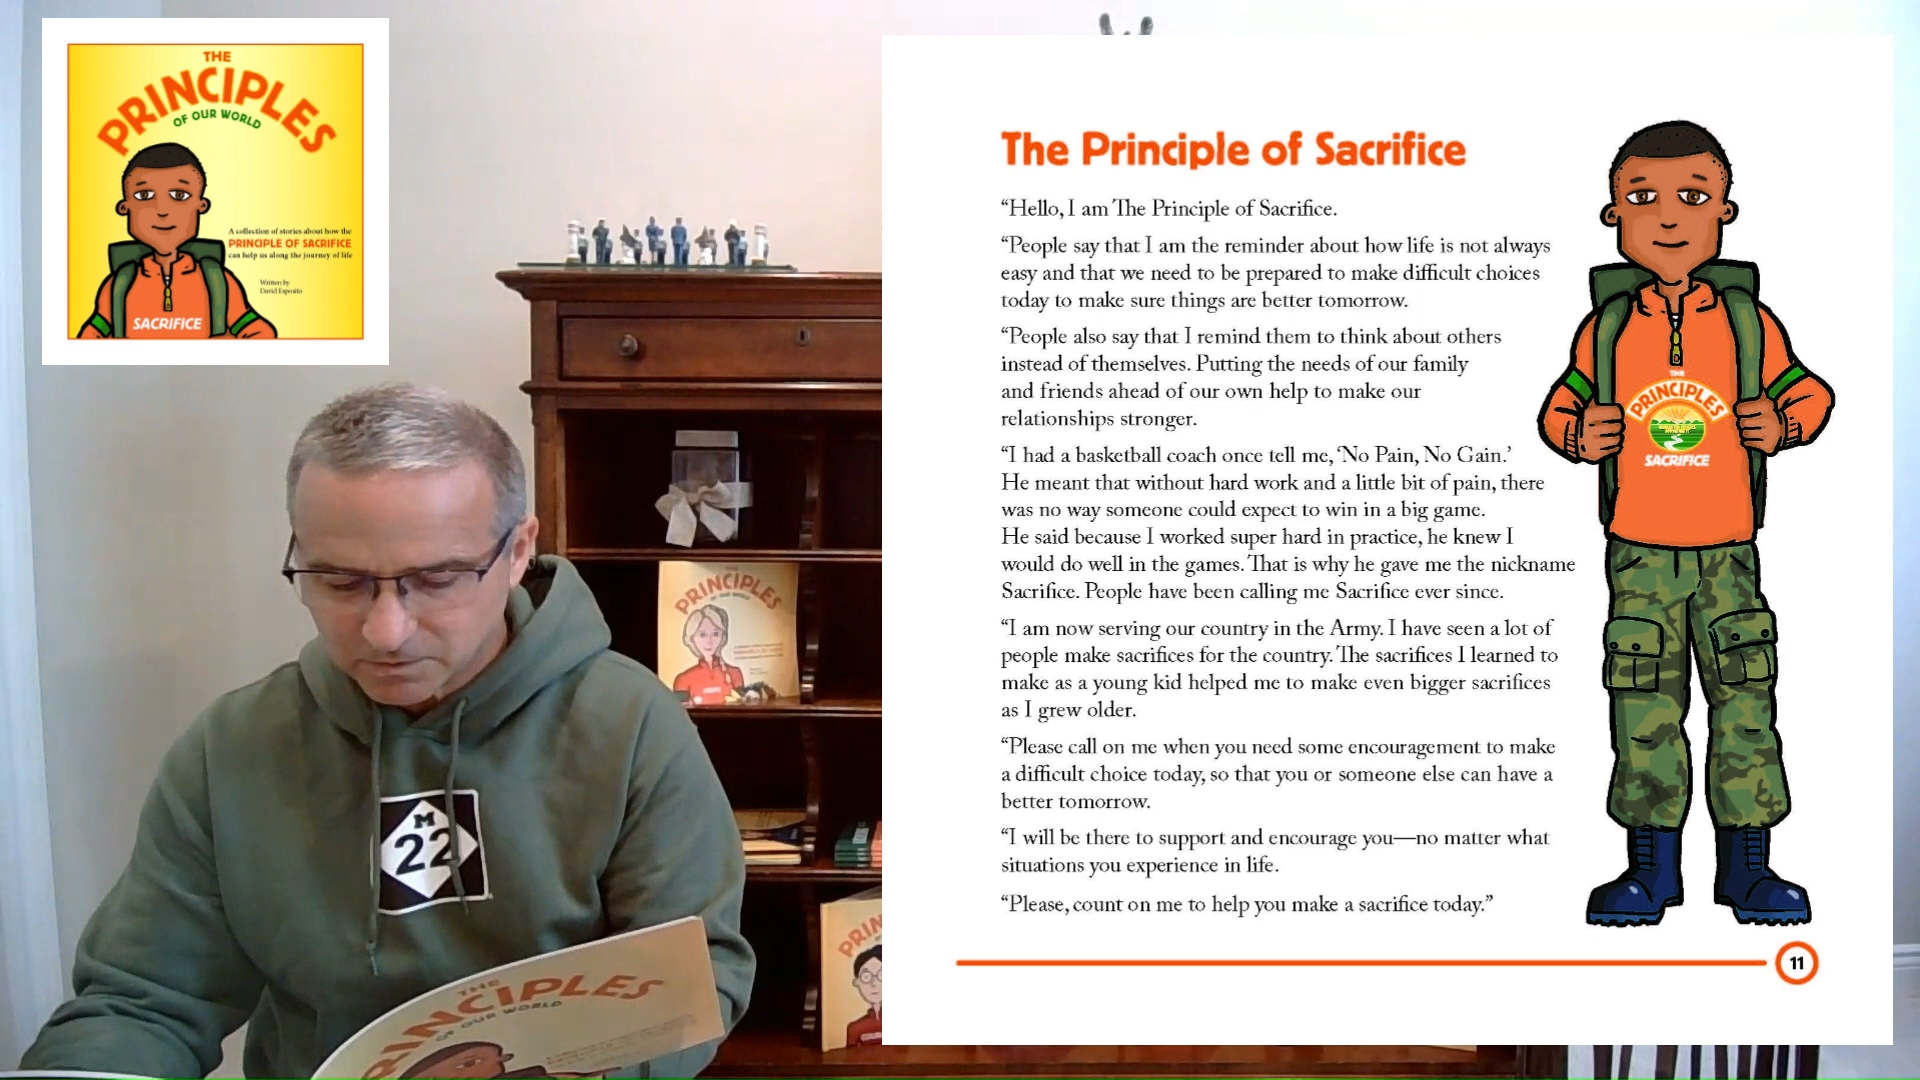 THE
PRINCIPLES
OF OUR WORLD
A collection of stories about how the
PRINCIPLE OF SACRIFICE
can help us along the journey of life
Written by
David Esposito
SACRIFICE
PRINCIPLES
OF OUR WORLD
M
22
THE
PRINCIPLES
OF OUR WORLD
The Principle of Sacrifice
“Hello, I am The Principle of Sacrifice.
“People say that I am the reminder about how life is not always
easy and that we need to be prepared to make difficult choices
today to make sure things are better tomorrow.
“People also say that I remind them to think about others
instead of themselves. Putting the needs of our family
and friends ahead of our own help to make our
relationships stronger.
“I had a basketball coach once tell me, ‘No Pain, No Gain.’
He meant that without hard work and a little bit of pain, there
was no way someone could expect to win in a big game.
He said because I worked super hard in practice, he knew I
would do well in the games. That is why he gave me the nickname
Sacrifice. People have been calling me Sacrifice ever since.
“I am now serving our country in the Army. I have seen a lot of
people make sacrifices for the country. The sacrifices I learned to
make as a young kid helped me to make even bigger sacrifices
as I grew older.
“Please call on me when you need some encouragement to make
a difficult choice today, so that you or someone else can have a
better tomorrow.
“I will be there to support and encourage you—no matter what
situations you experience in life.
“Please, count on me to help you make a sacrifice today.”
THE
PRINCIPLES
SACRIFICE
11